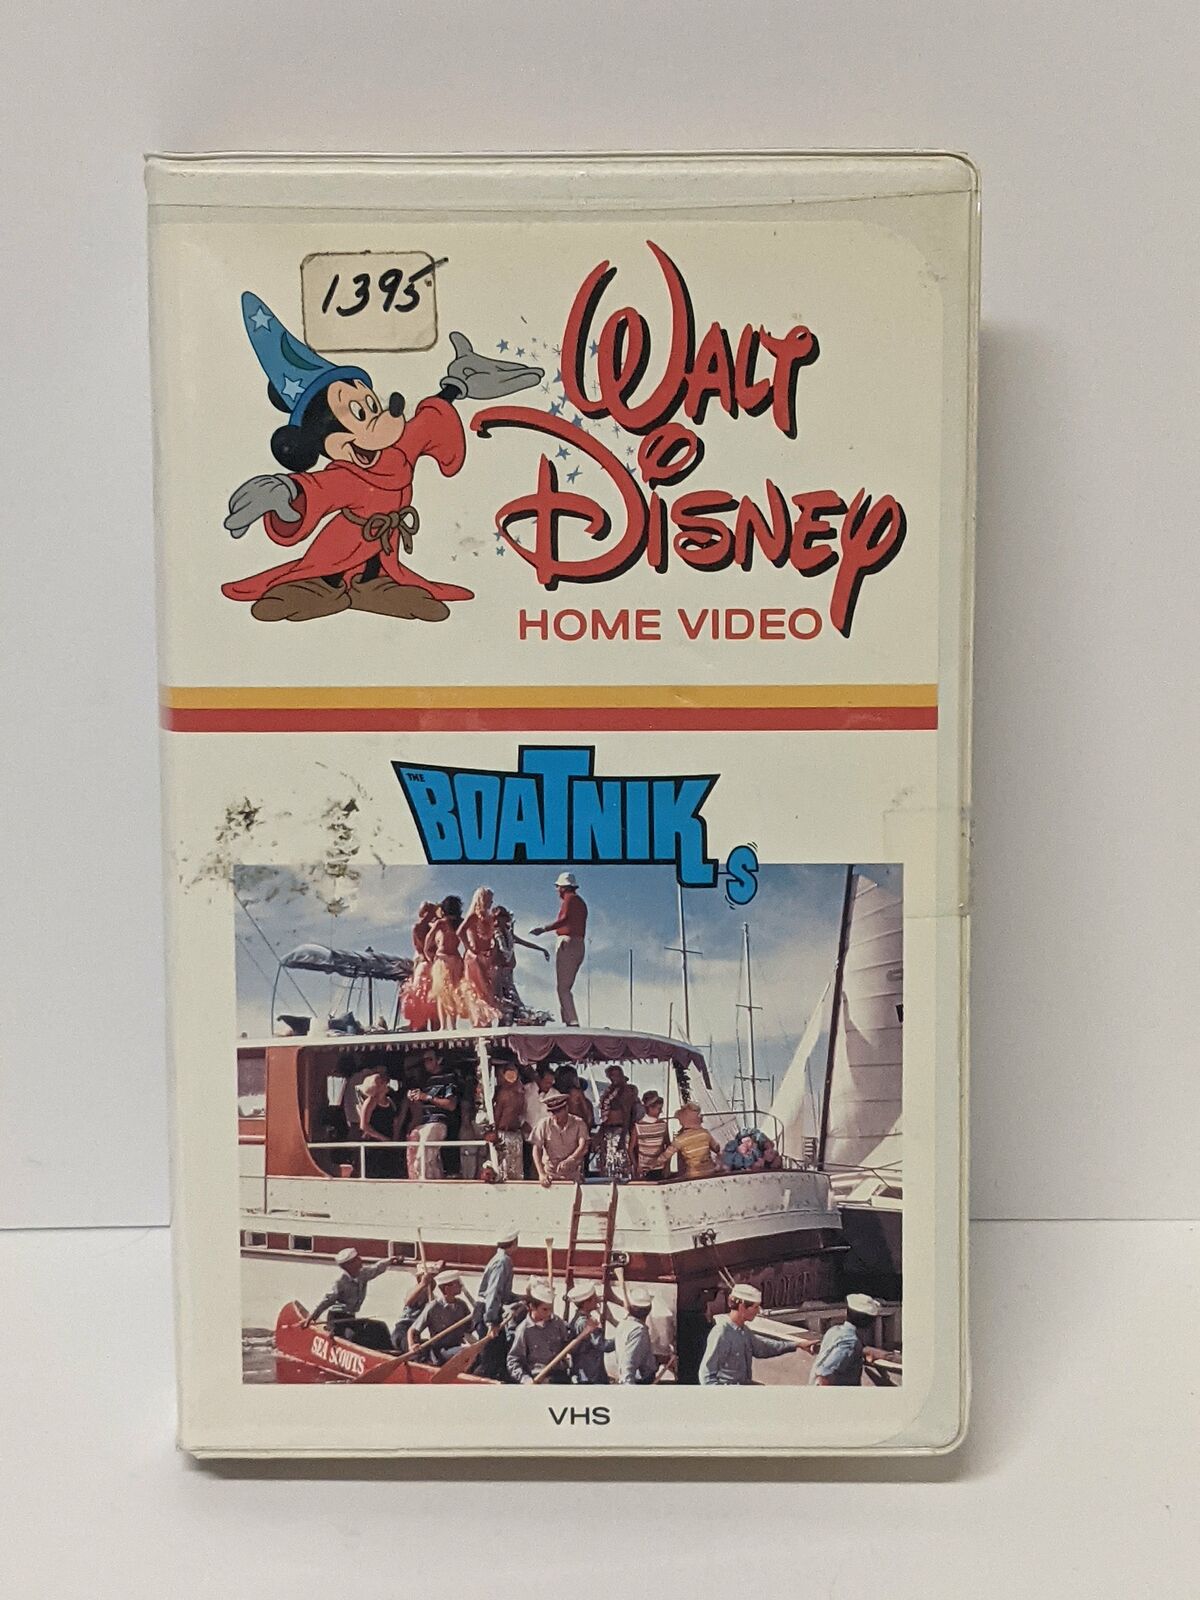 1395
WALT
DISNEY
HOME VIDEO
THE
BOATNIKS
SEA SCOUTS
VHS